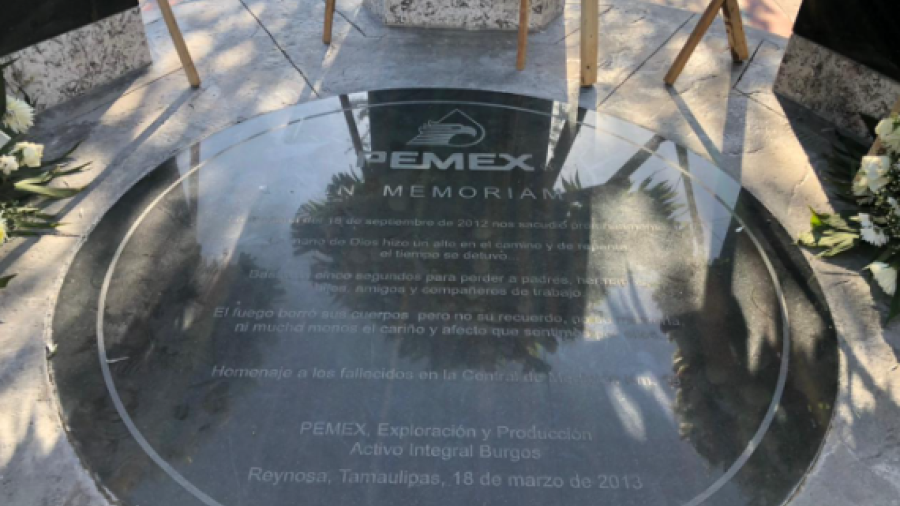 PEMEX
N MEMORIAM
18 de septiembre de 2012 nos sacudió
mano de Dios hizo un alto en el camino y de repente
el tiempo se detuvo...
cinco segundos para perder a padres,
hijos, amigos y compañeros de trabajo
El fuego borró sus cuerpos pero no su recuerdo,
ni mucho menos el cariño y afecto que sentimos
Homenaje a los fallecidos en la Central de
PEMEX, Exploración y Producción
Activo Integral Burgos
Reynosa, Tamaulipas, 18 de marzo de 2013